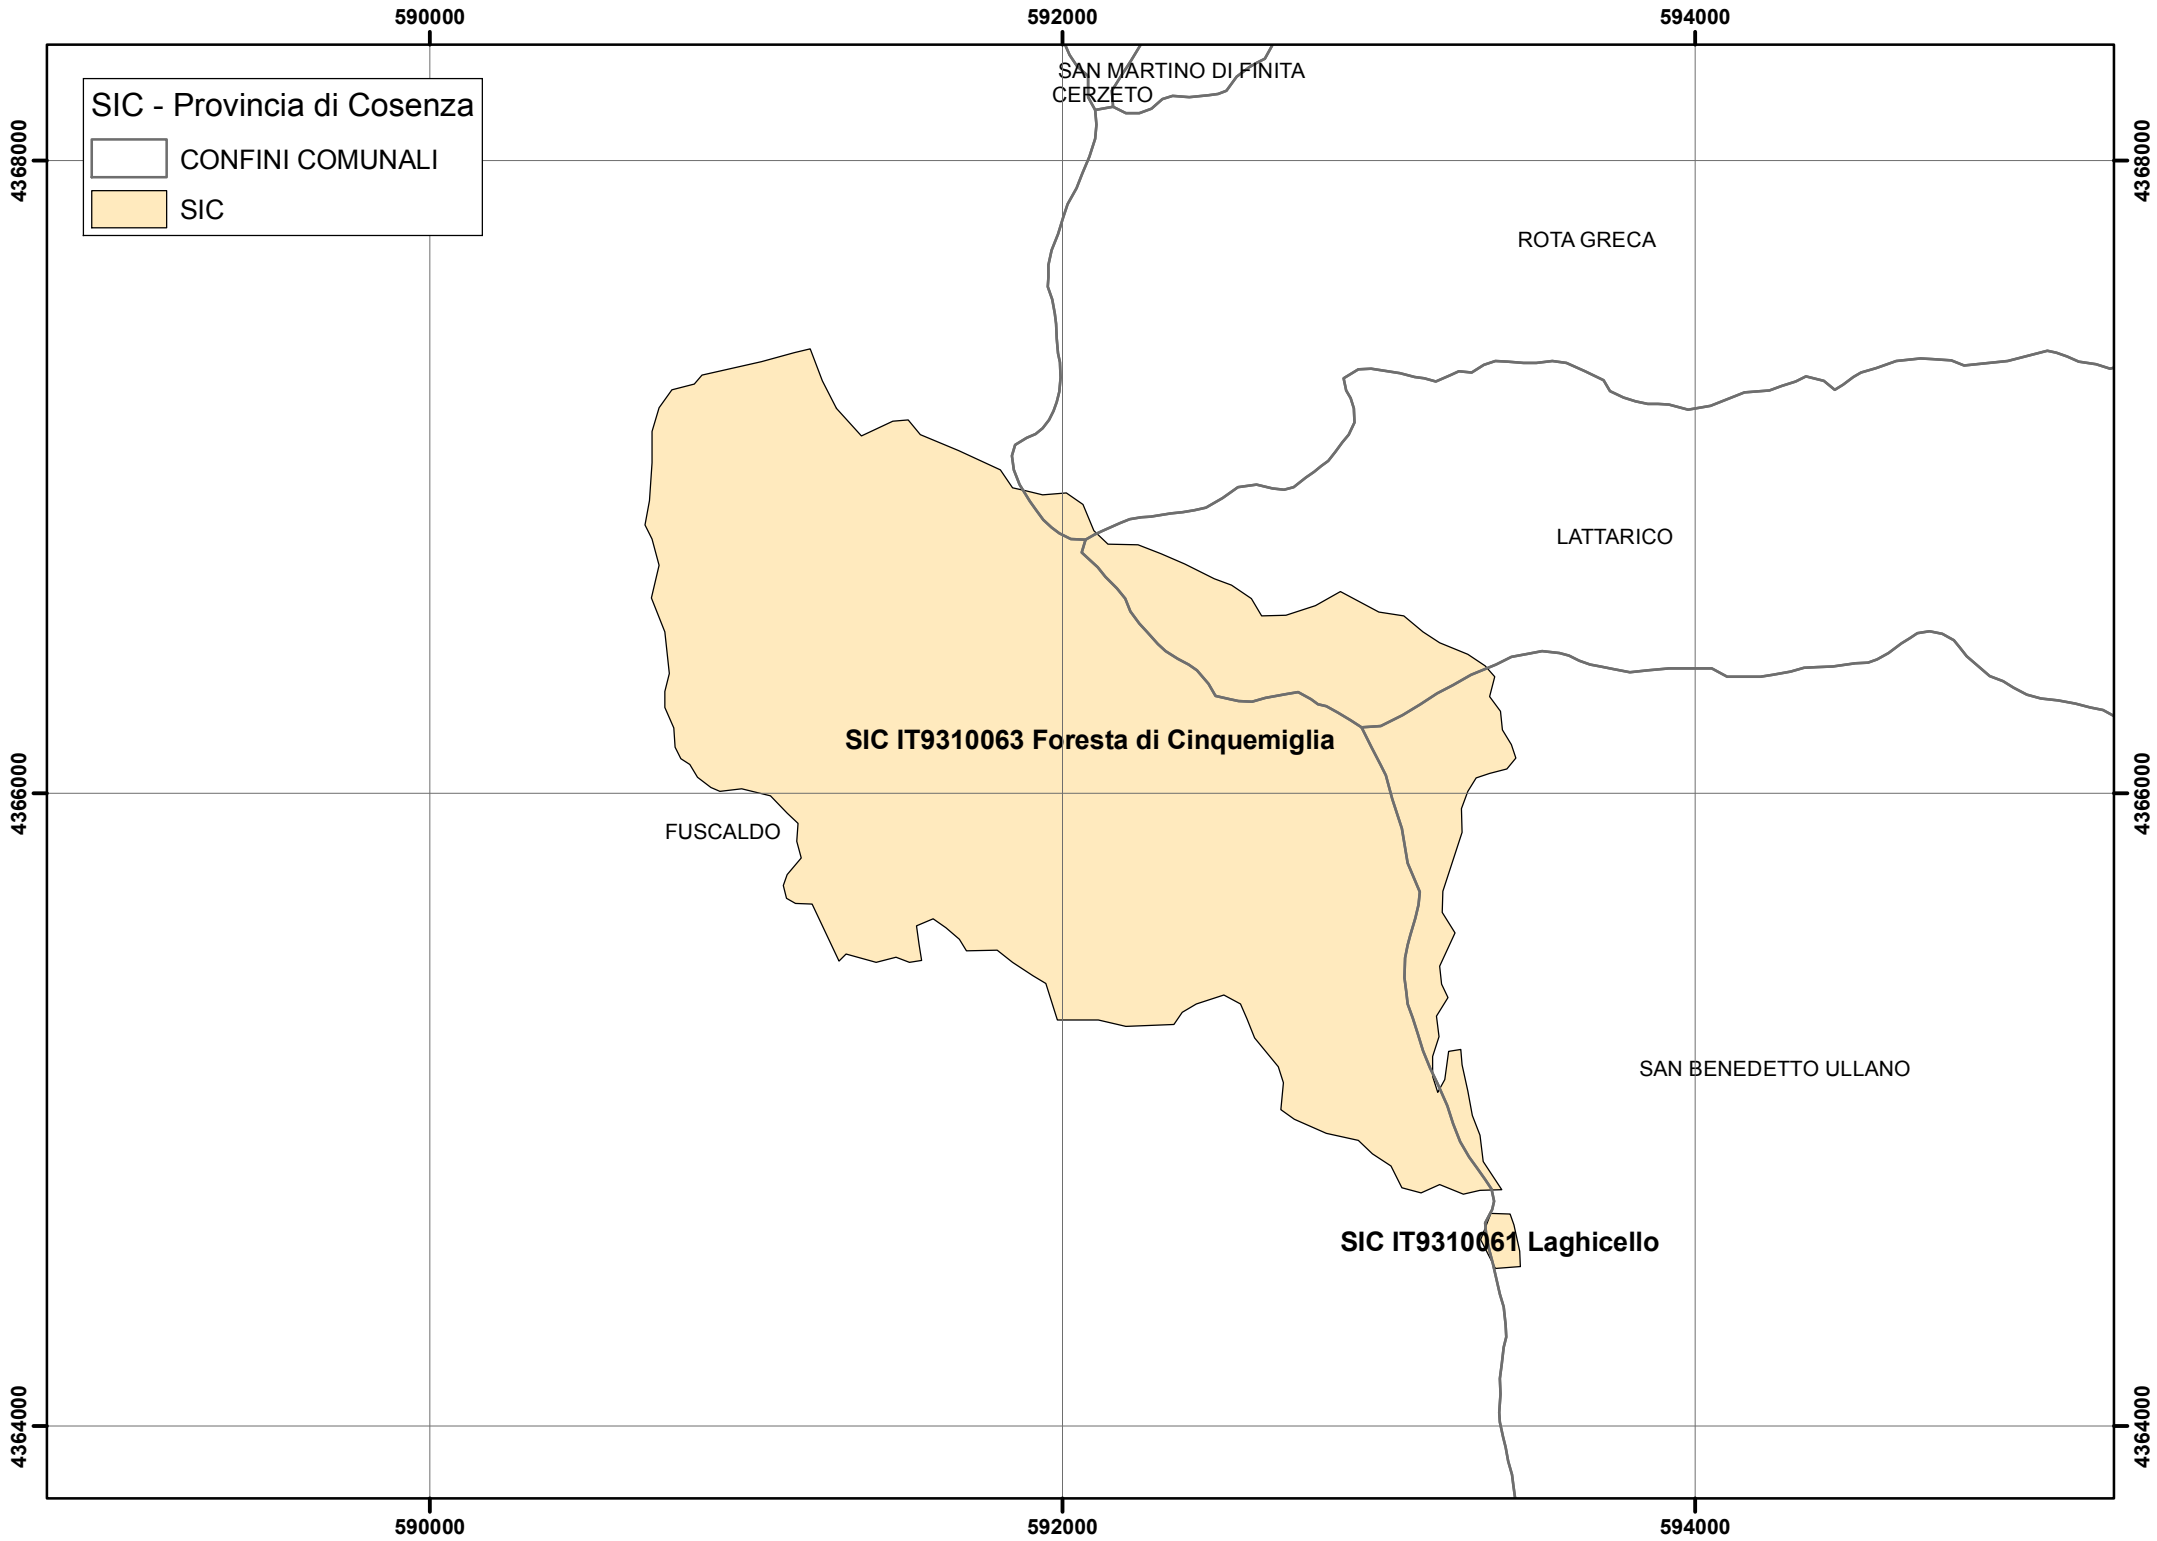 590000
592000
594000
SAN MARTINO DI FINITA
CERZETO
SIC - Provincia di Cosenza
CONFINI COMUNALI
SIC
4368000
4368000
ROTA GRECA
LATTARICO
SIC IT9310063 Foresta di Cinquemiglia
4366000
4366000
FUSCALDO
SAN BENEDETTO ULLANO
SIC IT9310061 Laghicello
4364000
4364000
590000
592000
594000